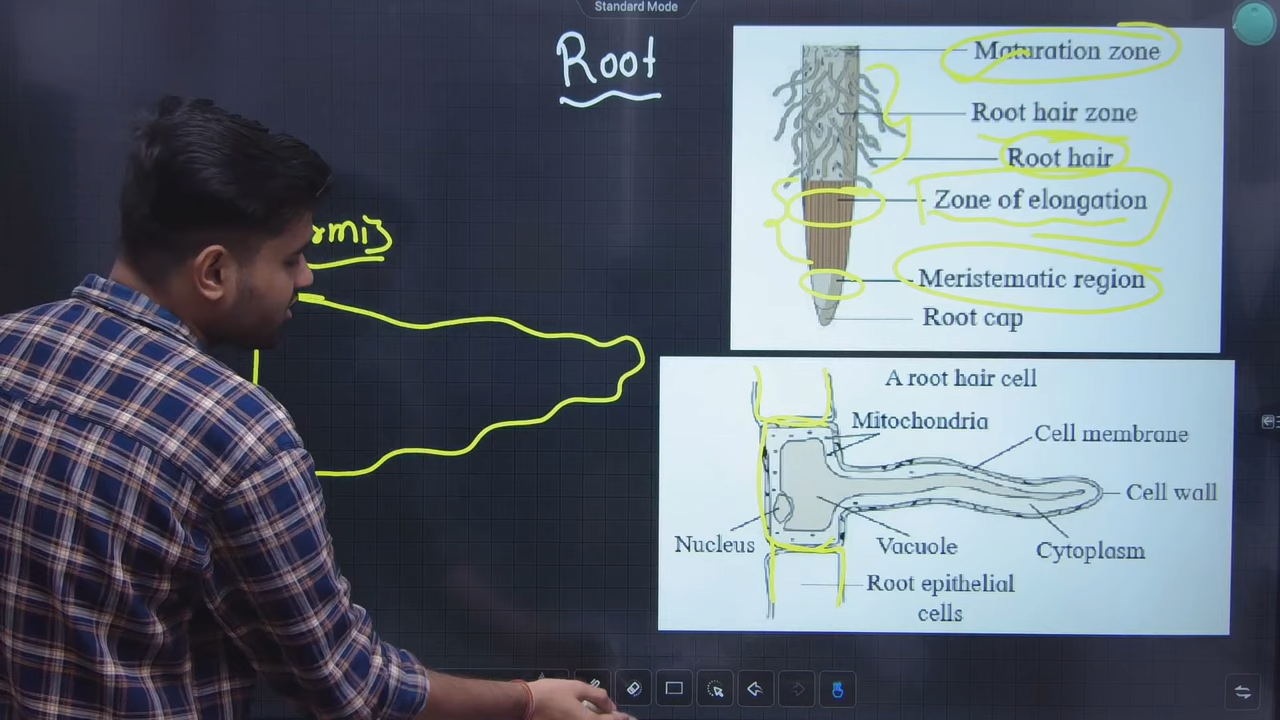 Standard Mode
Root
Maturation zone
Root hair zone
Root hair
Zone of elongation
Meristematic region
Root cap
A root hair cell
Mitochondria
Cell membrane
Cell wall
Nucleus
Vacuole
Cytoplasm
Root epithelial
cells